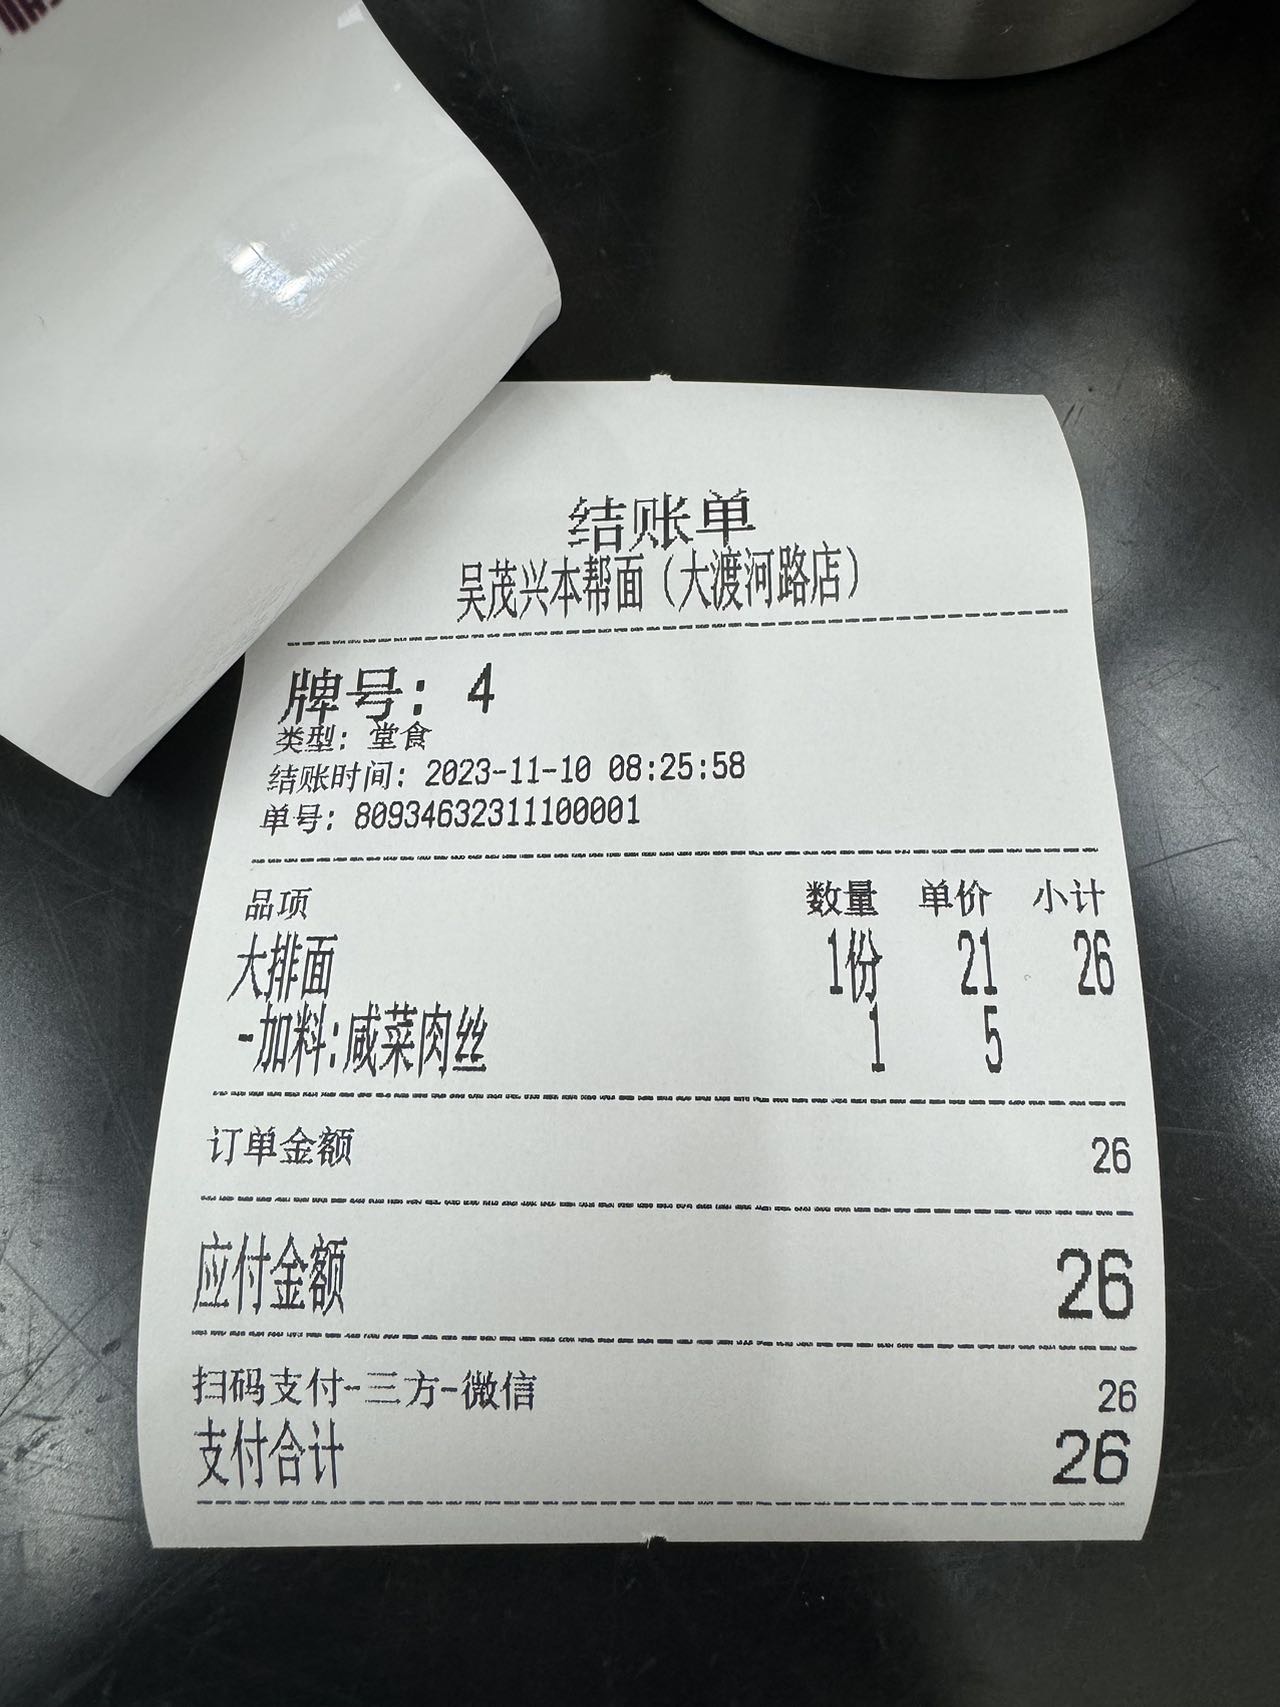 结账单
吴茂兴本帮面（大渡河路店）
牌号: 4
类型: 堂食
结账时间: 2023-11-10 08:25:58
单号: 80934632311100001
品项 数量 单价 小计
大排面 1份 21 26
-加料:咸菜肉丝 1 5
订单金额 26
应付金额 26
扫码支付-三方-微信 26
支付合计 26